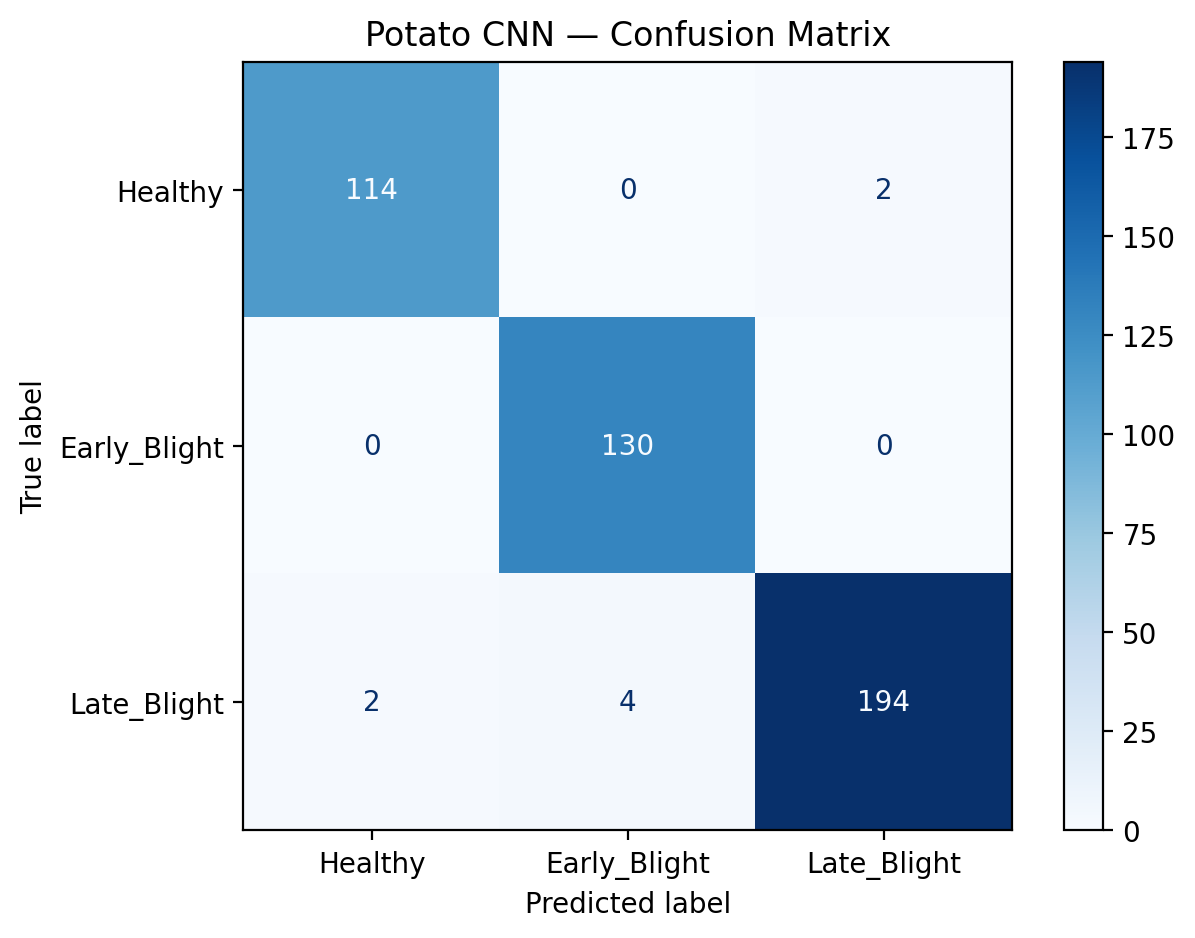 Potato CNN — Confusion Matrix
True label
Healthy
114
0
2
Early_Blight
0
130
0
Late_Blight
2
4
194
Healthy
Early_Blight
Late_Blight
Predicted label
175
150
125
100
75
50
25
0